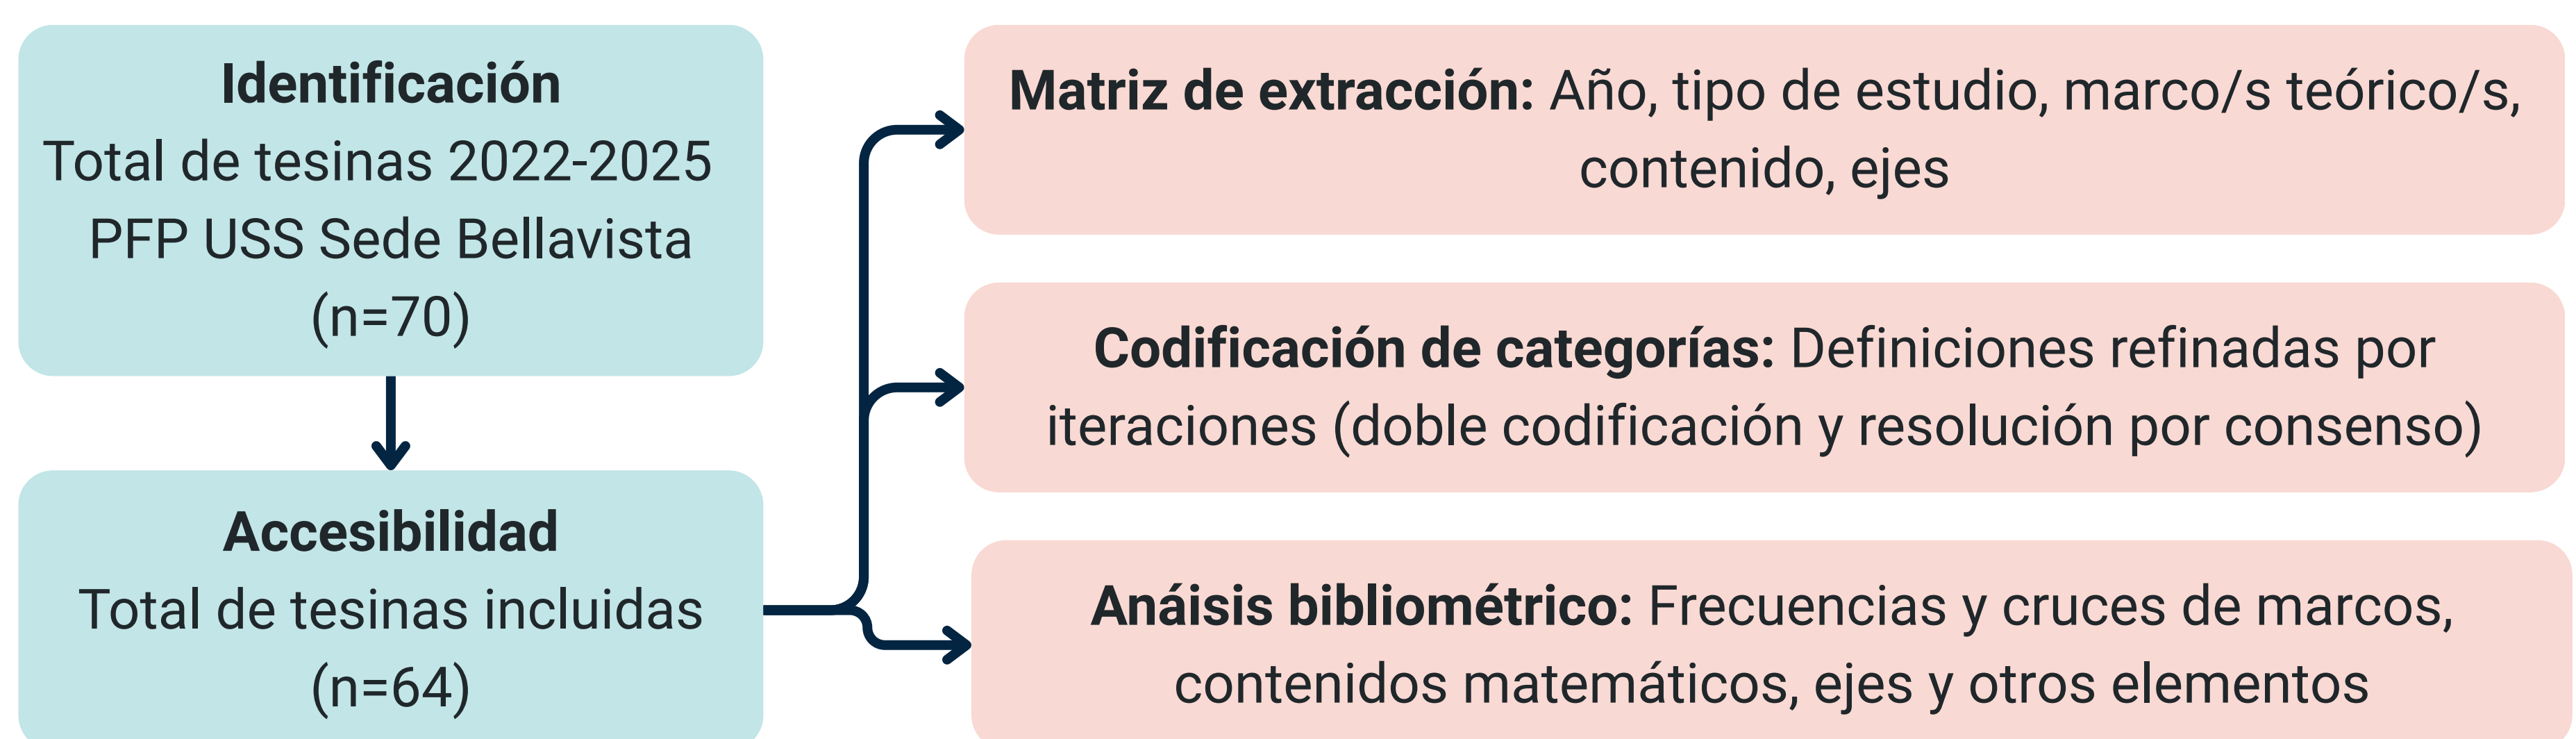 Identificación
Total de tesinas 2022-2025
PFP USS Sede Bellavista
(n=70)
Accesibilidad
Total de tesinas incluidas
(n=64)
Matriz de extracción: Año, tipo de estudio, marco/s teórico/s,
contenido, ejes
Codificación de categorías: Definiciones refinadas por
iteraciones (doble codificación y resolución por consenso)
Anáisis bibliométrico: Frecuencias y cruces de marcos,
contenidos matemáticos, ejes y otros elementos